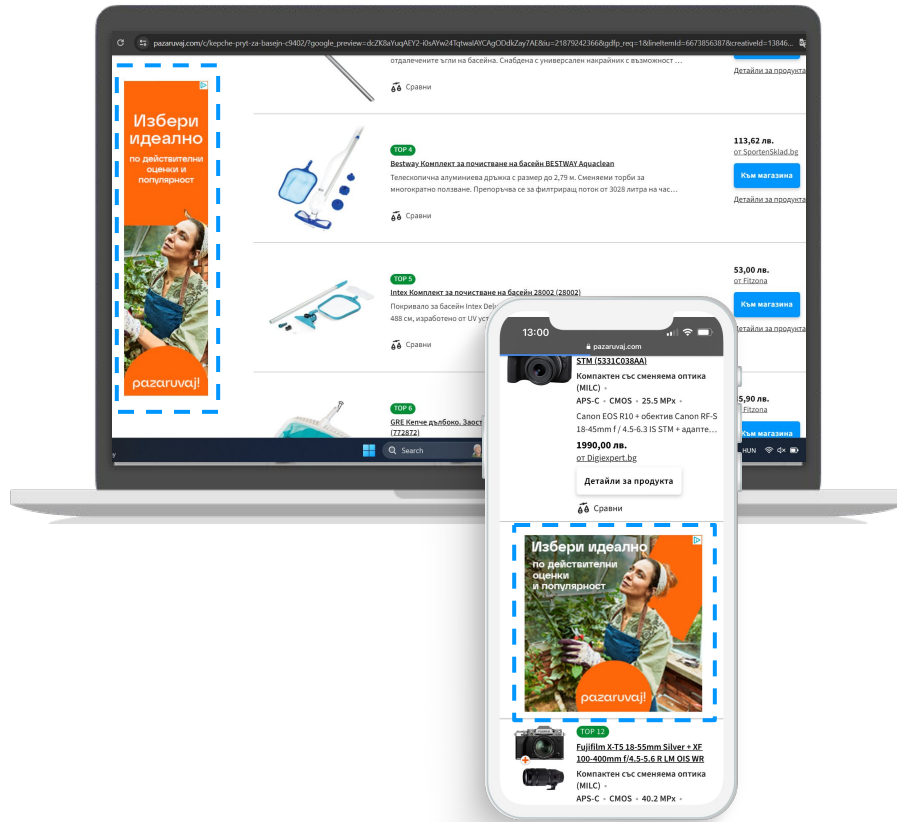 pazaruvaj.com/c/kepche-pryt-za-basejn-c9402/?google_preview=dcZK8aYuqAEY2-i0sAYw24TqtwaIAYCAgODdkZay7AE&iu=21879242366&gdfp_req=1&lineItemId=6673856387&creativeId=13846...
отдалечените ъгли на басейна. Снабдена с универсален накрайник с възможност ...
Детайли за продукта
Сравни
Избери
идеално
по действителни
оценки и
популярност
pazaruvaj!
TOP 4
Bestway Комплект за почистване на басейн BESTWAY Aquaclean
Телескопична алуминиева дръжка с размер до 2,79 м. Сменяеми торби за
многократно ползване. Препоръчва се за филтриращ поток от 3028 литра на час...
Сравни
113,62 лв.
от SportenSklad.bg
Към магазина
Детайли за продукта
TOP 5
Intex Комплект за почистване на басейн 28002 (28002)
Покривало за басейн Intex
488 см, изработено от UV
Сравни
53,00 лв.
от Fitzona
Към магазина
Детайли за продукта
TOP 6
GRE Кепче дълбоко.
(772872)
5,90 лв.
Fitzona
Към магазина
Search
HUN
13:00
pazaruvaj.com
STM (5331C038AA)
Компактен със сменяема оптика
(MILC) •
APS-C • CMOS • 25.5 MPx •
Canon EOS R10 + обектив Canon RF-S
18-45mm f / 4.5-6.3 IS STM + адапте...
1990,00 лв.
от Digiexpert.bg
Детайли за продукта
Сравни
Избери идеално
по действителни
оценки
и популярност
pazaruvaj!
TOP 12
Fujifilm X-T5 18-55mm Silver + XF
100-400mm f/4.5-5.6 R LM OIS WR
Компактен със сменяема оптика
(MILC) •
APS-C • CMOS • 40.2 MPx •